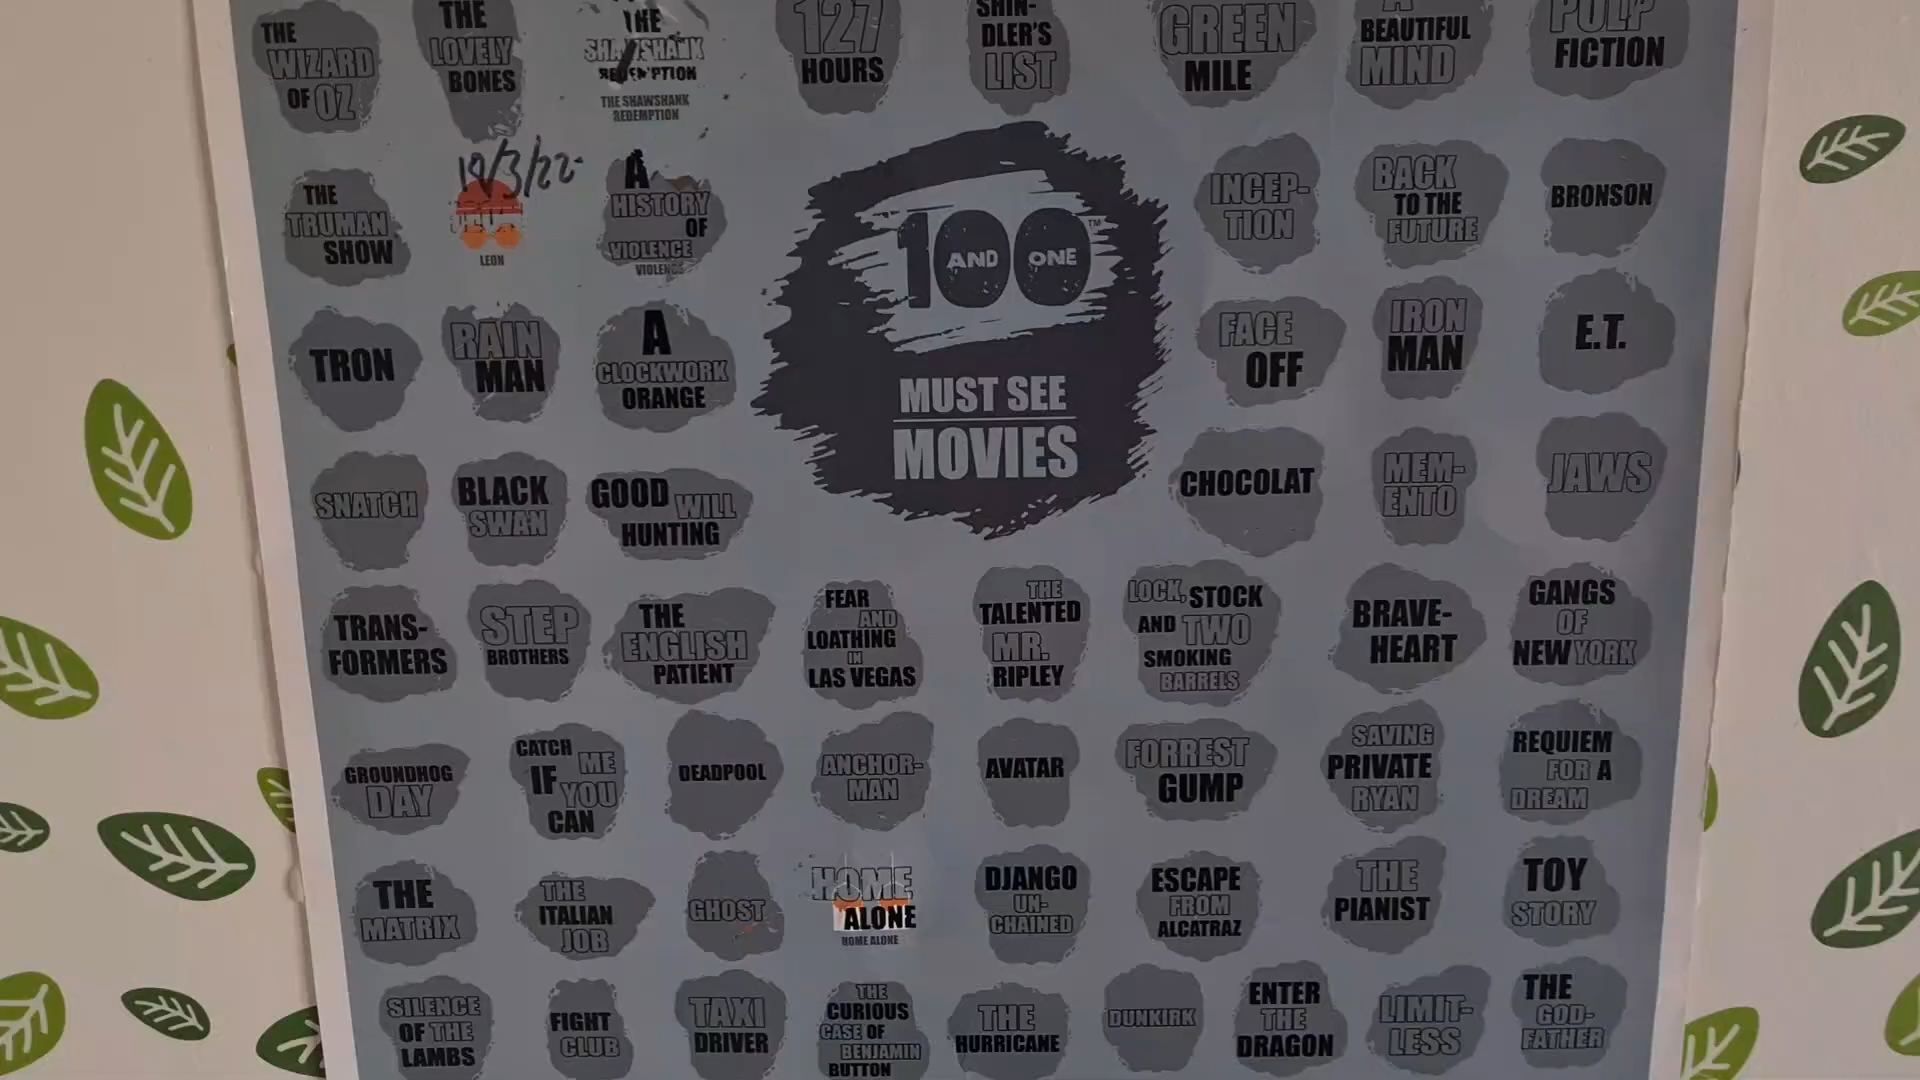 THE
WIZARD
OF OZ
THE
LOVELY
BONES
THE
SHAWSHANK
REDEMPTION
THE SHAWSHANK
REDEMPTION
127
HOURS
SHIN-
DLER'S
LIST
GREEN
MILE
A
BEAUTIFUL
MIND
PULP
FICTION
THE
TRUMAN
SHOW
19/3/22
LEON
A
HISTORY
OF
VIOLENCE
VIOLENCE
100
AND ONE
TM
MUST SEE
MOVIES
INCEP-
TION
BACK
TO THE
FUTURE
BRONSON
TRON
RAIN
MAN
A
CLOCKWORK
ORANGE
FACE
OFF
IRON
MAN
E.T.
SNATCH
BLACK
SWAN
GOOD WILL
HUNTING
CHOCOLAT
MEM-
ENTO
JAWS
TRANS-
FORMERS
STEP
BROTHERS
THE
ENGLISH
PATIENT
FEAR
AND
LOATHING
IN
LAS VEGAS
THE
TALENTED
MR.
RIPLEY
LOCK, STOCK
AND TWO
SMOKING
BARRELS
BRAVE-
HEART
GANGS
OF
NEW YORK
GROUNDHOG
DAY
CATCH
ME
IF YOU
CAN
DEADPOOL
ANCHOR-
MAN
AVATAR
FORREST
GUMP
SAVING
PRIVATE
RYAN
REQUIEM
FOR A
DREAM
THE
MATRIX
THE
ITALIAN
JOB
GHOST
HOME
ALONE
HOME ALONE
DJANGO
UN-
CHAINED
ESCAPE
FROM
ALCATRAZ
THE
PIANIST
TOY
STORY
SILENCE
OF THE
LAMBS
FIGHT
CLUB
TAXI
DRIVER
THE
CURIOUS
CASE OF
BENJAMIN
BUTTON
THE
HURRICANE
DUNKIRK
ENTER
THE
DRAGON
LIMIT-
LESS
THE
GOD-
FATHER